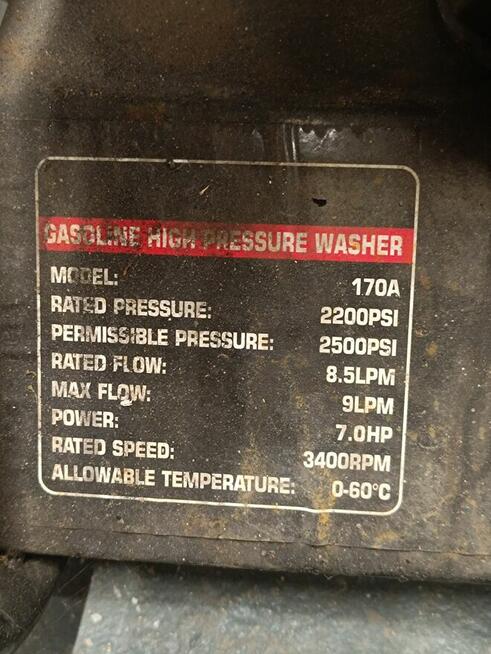 GASOLINE HIGH PRESSURE WASHER
MODEL: 170A
RATED PRESSURE: 2200PSI
PERMISSIBLE PRESSURE: 2500PSI
RATED FLOW: 8.5LPM
MAX FLOW: 9LPM
POWER: 7.0HP
RATED SPEED: 3400RPM
ALLOWABLE TEMPERATURE: 0-60°C